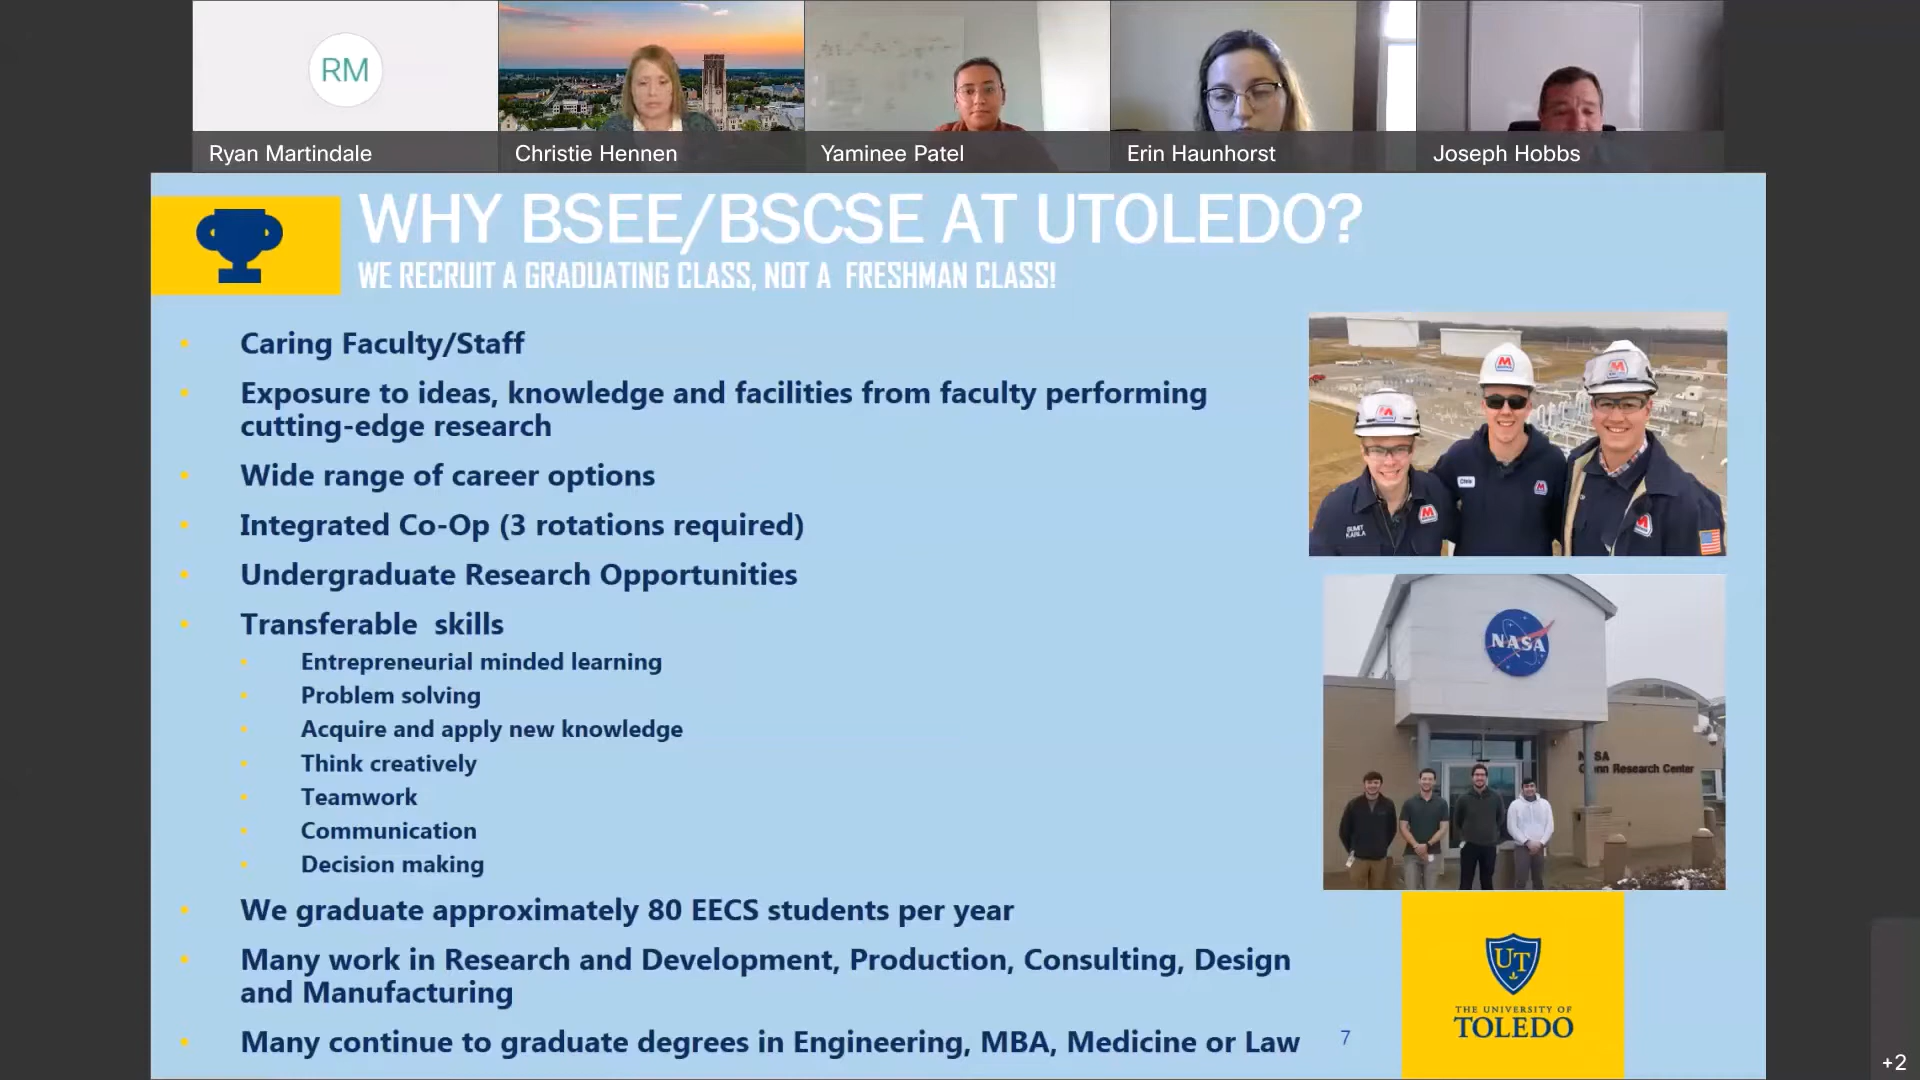 RM
Ryan Martindale
Christie Hennen
Yaminee Patel
Erin Haunhorst
Joseph Hobbs
WHY BSEE/BSCSE AT UTOLEDO?
WE RECRUIT A GRADUATING CLASS, NOT A FRESHMAN CLASS!
• Caring Faculty/Staff
• Exposure to ideas, knowledge and facilities from faculty performing
cutting-edge research
• Wide range of career options
• Integrated Co-Op (3 rotations required)
• Undergraduate Research Opportunities
• Transferable skills
• Entrepreneurial minded learning
• Problem solving
• Acquire and apply new knowledge
• Think creatively
• Teamwork
• Communication
• Decision making
• We graduate approximately 80 EECS students per year
• Many work in Research and Development, Production, Consulting, Design
and Manufacturing
• Many continue to graduate degrees in Engineering, MBA, Medicine or Law
7
M
M
M
M
M
M
NASA
Research Center
UT
THE UNIVERSITY OF
TOLEDO
+2